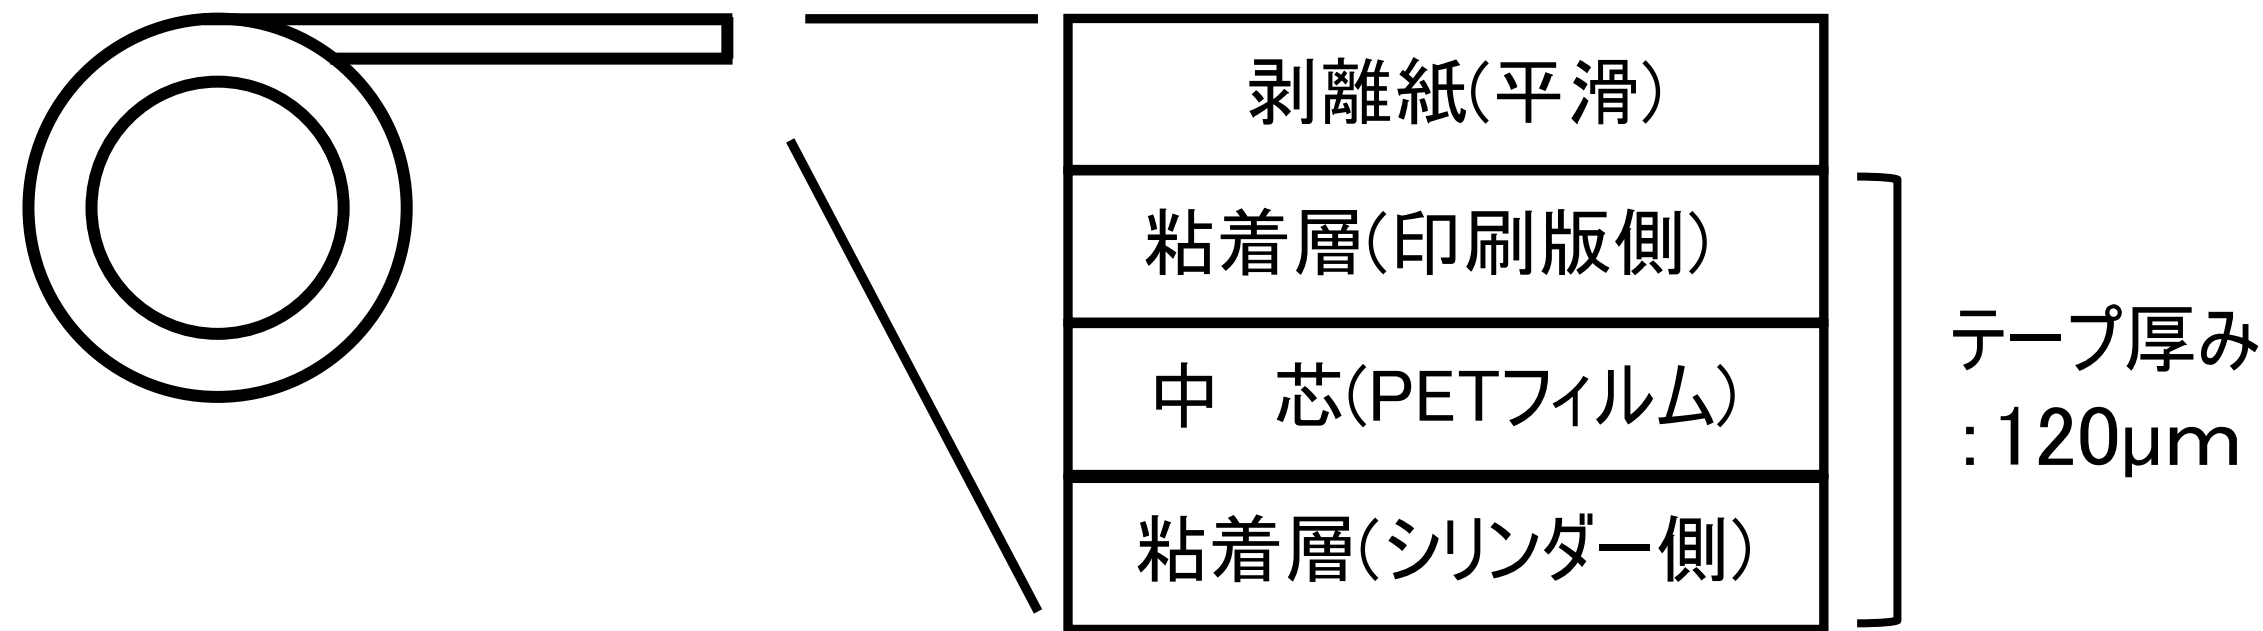 剥離紙(平滑)
粘着層(印刷版側)
中　芯(PETフィルム)
粘着層(シリンダー側)
テープ厚み
：120μm